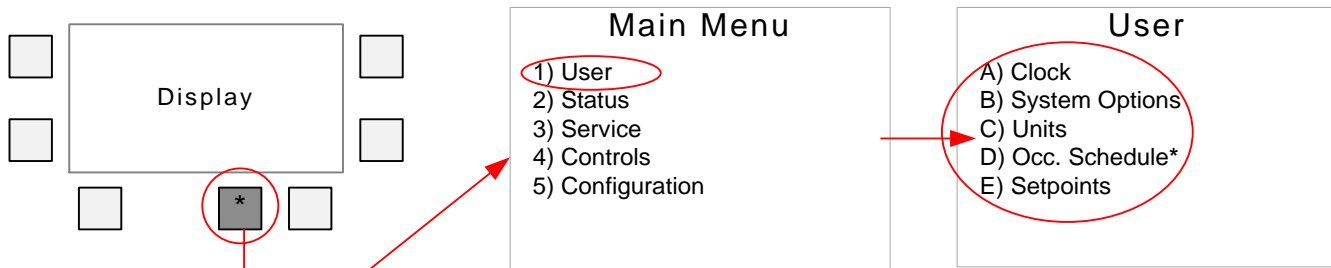 Display
*
Main Menu
1) User
2) Status
3) Service
4) Controls
5) Configuration
User
A) Clock
B) System Options
C) Units
D) Occ. Schedule*
E) Setpoints